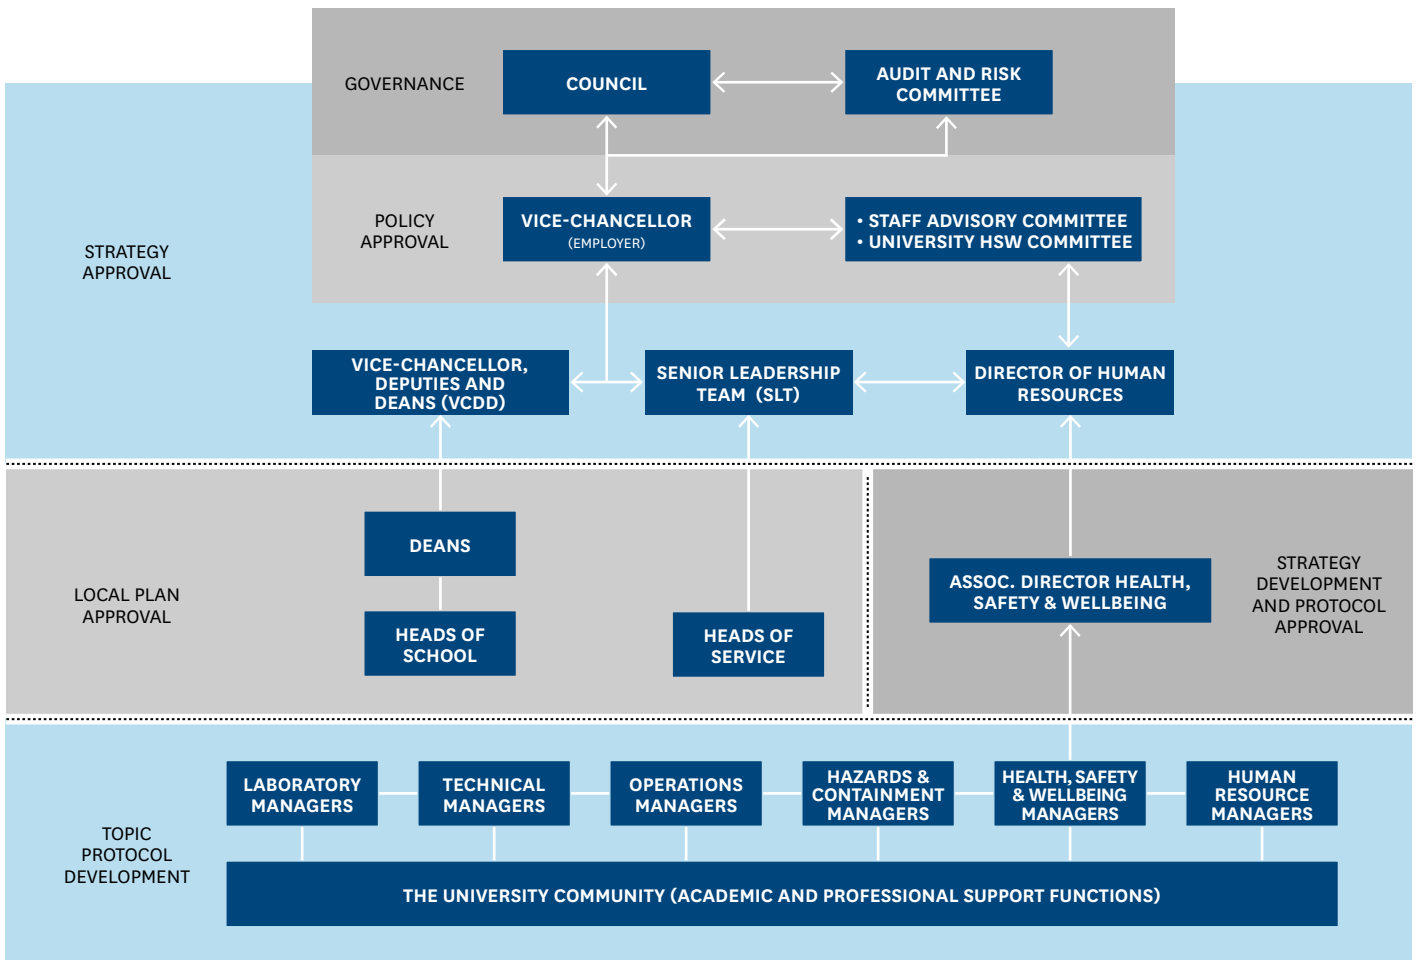 GOVERNANCE
COUNCIL
AUDIT AND RISK
COMMITTEE
STRATEGY
APPROVAL
POLICY
APPROVAL
VICE-CHANCELLOR
(EMPLOYER)
• STAFF ADVISORY COMMITTEE
• UNIVERSITY HSW COMMITTEE
VICE-CHANCELLOR,
DEPUTIES AND
DEANS (VCDD)
SENIOR LEADERSHIP
TEAM (SLT)
DIRECTOR OF HUMAN
RESOURCES
LOCAL PLAN
APPROVAL
DEANS
HEADS OF
SCHOOL
HEADS OF
SERVICE
ASSOC. DIRECTOR HEALTH,
SAFETY & WELLBEING
STRATEGY
DEVELOPMENT
AND PROTOCOL
APPROVAL
TOPIC
PROTOCOL
DEVELOPMENT
LABORATORY
MANAGERS
TECHNICAL
MANAGERS
OPERATIONS
MANAGERS
HAZARDS &
CONTAINMENT
MANAGERS
HEALTH, SAFETY
& WELLBEING
MANAGERS
HUMAN
RESOURCE
MANAGERS
THE UNIVERSITY COMMUNITY (ACADEMIC AND PROFESSIONAL SUPPORT FUNCTIONS)